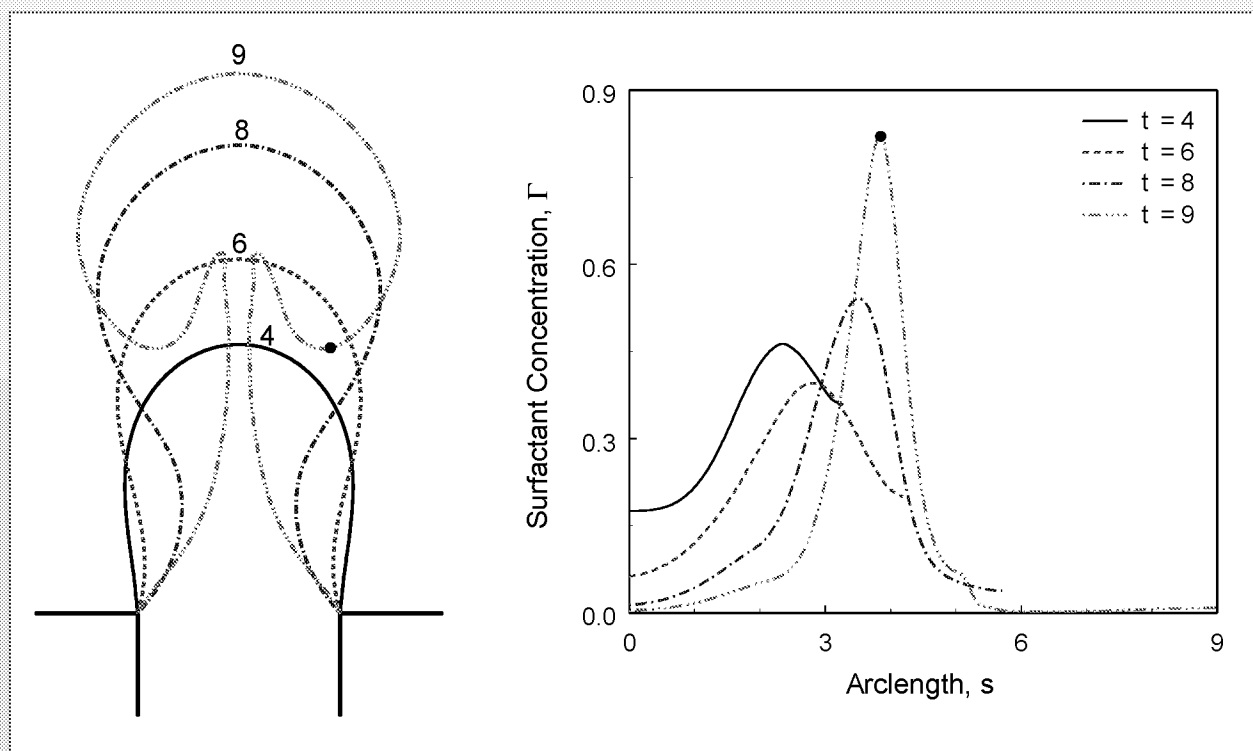 9
8
6
4
Surfactant Concentration, Γ
0.9
0.6
0.3
0.0
0
3
6
9
Arclength, s
t = 4
t = 6
t = 8
t = 9